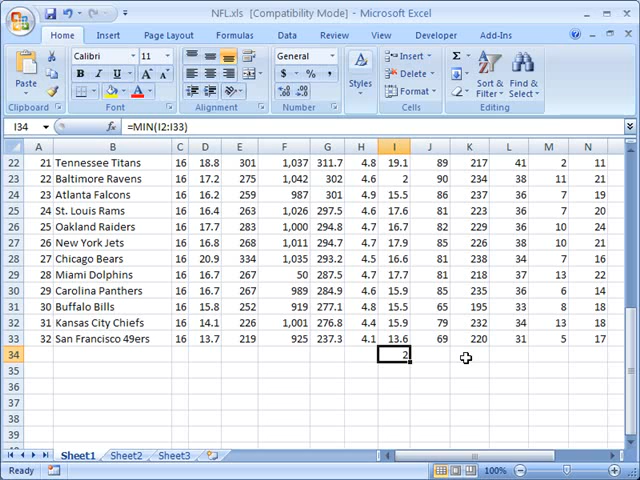 NFL.xls [Compatibility Mode] - Microsoft Excel
Home Insert Page Layout Formulas Data Review View Developer Add-Ins
Paste
Calibri 11
B I U
General
$ % ,
Styles
Insert
Delete
Format
Sort & Filter
Find & Select
Clipboard Font Alignment Number Cells Editing
I34 fx =MIN(I2:I33)
A B C D E F G H I J K L M N
22 21 Tennessee Titans 16 18.8 301 1,037 311.7 4.8 19.1 89 217 41 2 11
23 22 Baltimore Ravens 16 17.2 275 1,042 302 4.6 2 90 234 38 11 21
24 23 Atlanta Falcons 16 16.2 259 987 301 4.9 15.5 86 237 36 7 19
25 24 St. Louis Rams 16 16.4 263 1,026 297.5 4.6 17.6 81 223 36 7 20
26 25 Oakland Raiders 16 17.7 283 1,000 294.8 4.7 16.7 82 229 36 10 24
27 26 New York Jets 16 16.8 268 1,011 294.7 4.7 17.9 85 226 38 10 21
28 27 Chicago Bears 16 20.9 334 1,035 293.2 4.5 16.6 81 238 34 7 16
29 28 Miami Dolphins 16 16.7 267 50 287.5 4.7 17.7 81 218 37 13 22
30 29 Carolina Panthers 16 16.7 267 989 284.9 4.6 15.9 85 235 36 6 14
31 30 Buffalo Bills 16 15.8 252 919 277.1 4.8 15.5 65 195 33 8 18
32 31 Kansas City Chiefs 16 14.1 226 1,001 276.8 4.4 15.9 79 232 34 13 18
33 32 San Francisco 49ers 16 13.7 219 925 237.3 4.1 13.6 69 220 31 5 17
34 2
35
36
37
38
39
Sheet1 Sheet2 Sheet3
Ready 100%